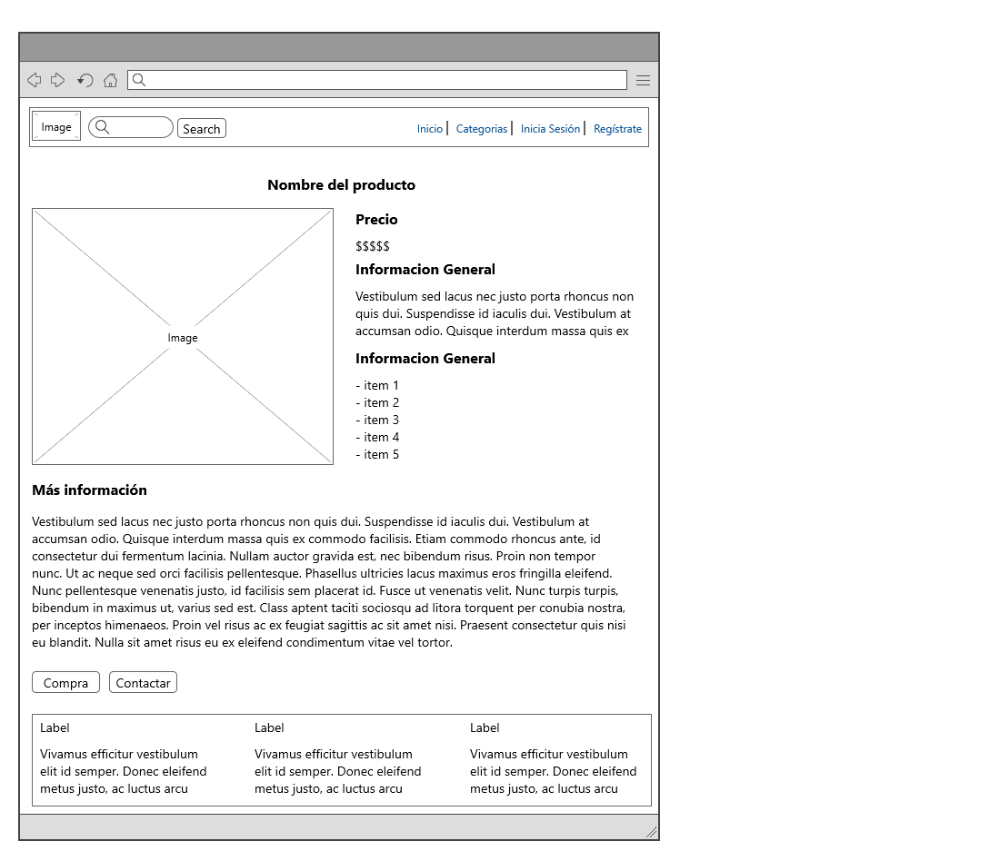 Image
Search
Inicio
Categorias
Inicia Sesión
Regístrate
Nombre del producto
Image
Precio
$$$$$
Informacion General
Vestibulum sed lacus nec justo porta rhoncus non
quis dui. Suspendisse id iaculis dui. Vestibulum at
accumsan odio. Quisque interdum massa quis ex
Informacion General
- item 1
- item 2
- item 3
- item 4
- item 5
Más información
Vestibulum sed lacus nec justo porta rhoncus non quis dui. Suspendisse id iaculis dui. Vestibulum at
accumsan odio. Quisque interdum massa quis ex commodo facilisis. Etiam commodo rhoncus ante, id
consectetur dui fermentum lacinia. Nullam auctor gravida est, nec bibendum risus. Proin non tempor
nunc. Ut ac neque sed orci facilisis pellentesque. Phasellus ultricies lacus maximus eros fringilla eleifend.
Nunc pellentesque venenatis justo, id facilisis sem placerat id. Fusce ut venenatis velit. Nunc turpis turpis,
bibendum in maximus ut, varius sed est. Class aptent taciti sociosqu ad litora torquent per conubia nostra,
per inceptos himenaeos. Proin vel risus ac ex feugiat sagittis ac sit amet nisi. Praesent consectetur quis nisi
eu blandit. Nulla sit amet risus eu ex eleifend condimentum vitae vel tortor.
Compra
Contactar
Label
Vivamus efficitur vestibulum
elit id semper. Donec eleifend
metus justo, ac luctus arcu
Label
Vivamus efficitur vestibulum
elit id semper. Donec eleifend
metus justo, ac luctus arcu
Label
Vivamus efficitur vestibulum
elit id semper. Donec eleifend
metus justo, ac luctus arcu